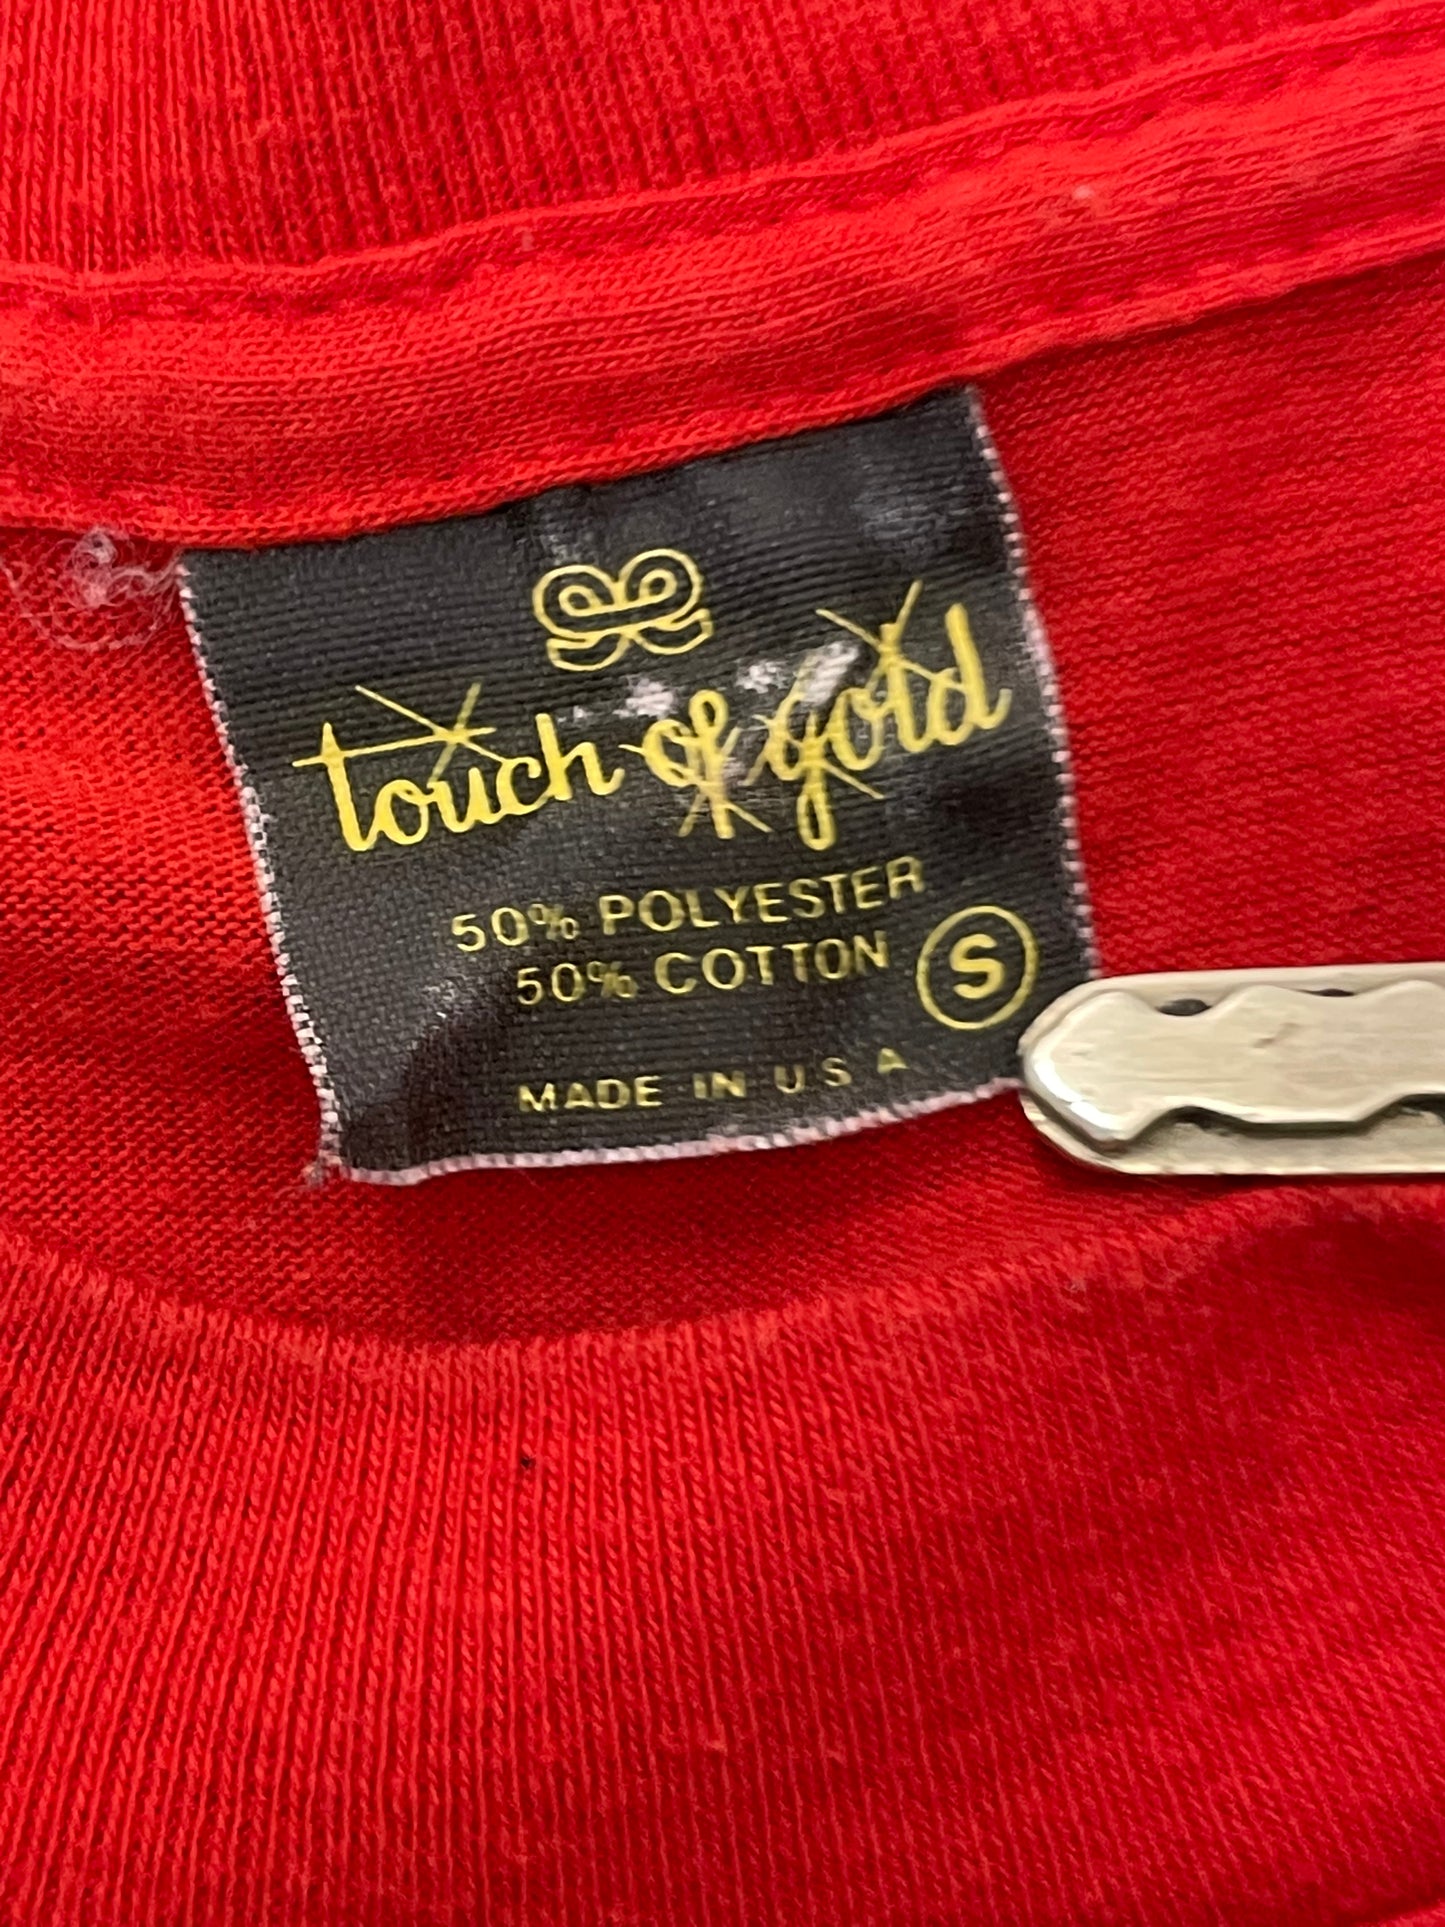 touch of gold
50% POLYESTER
50% COTTON
S
MADE IN U S A